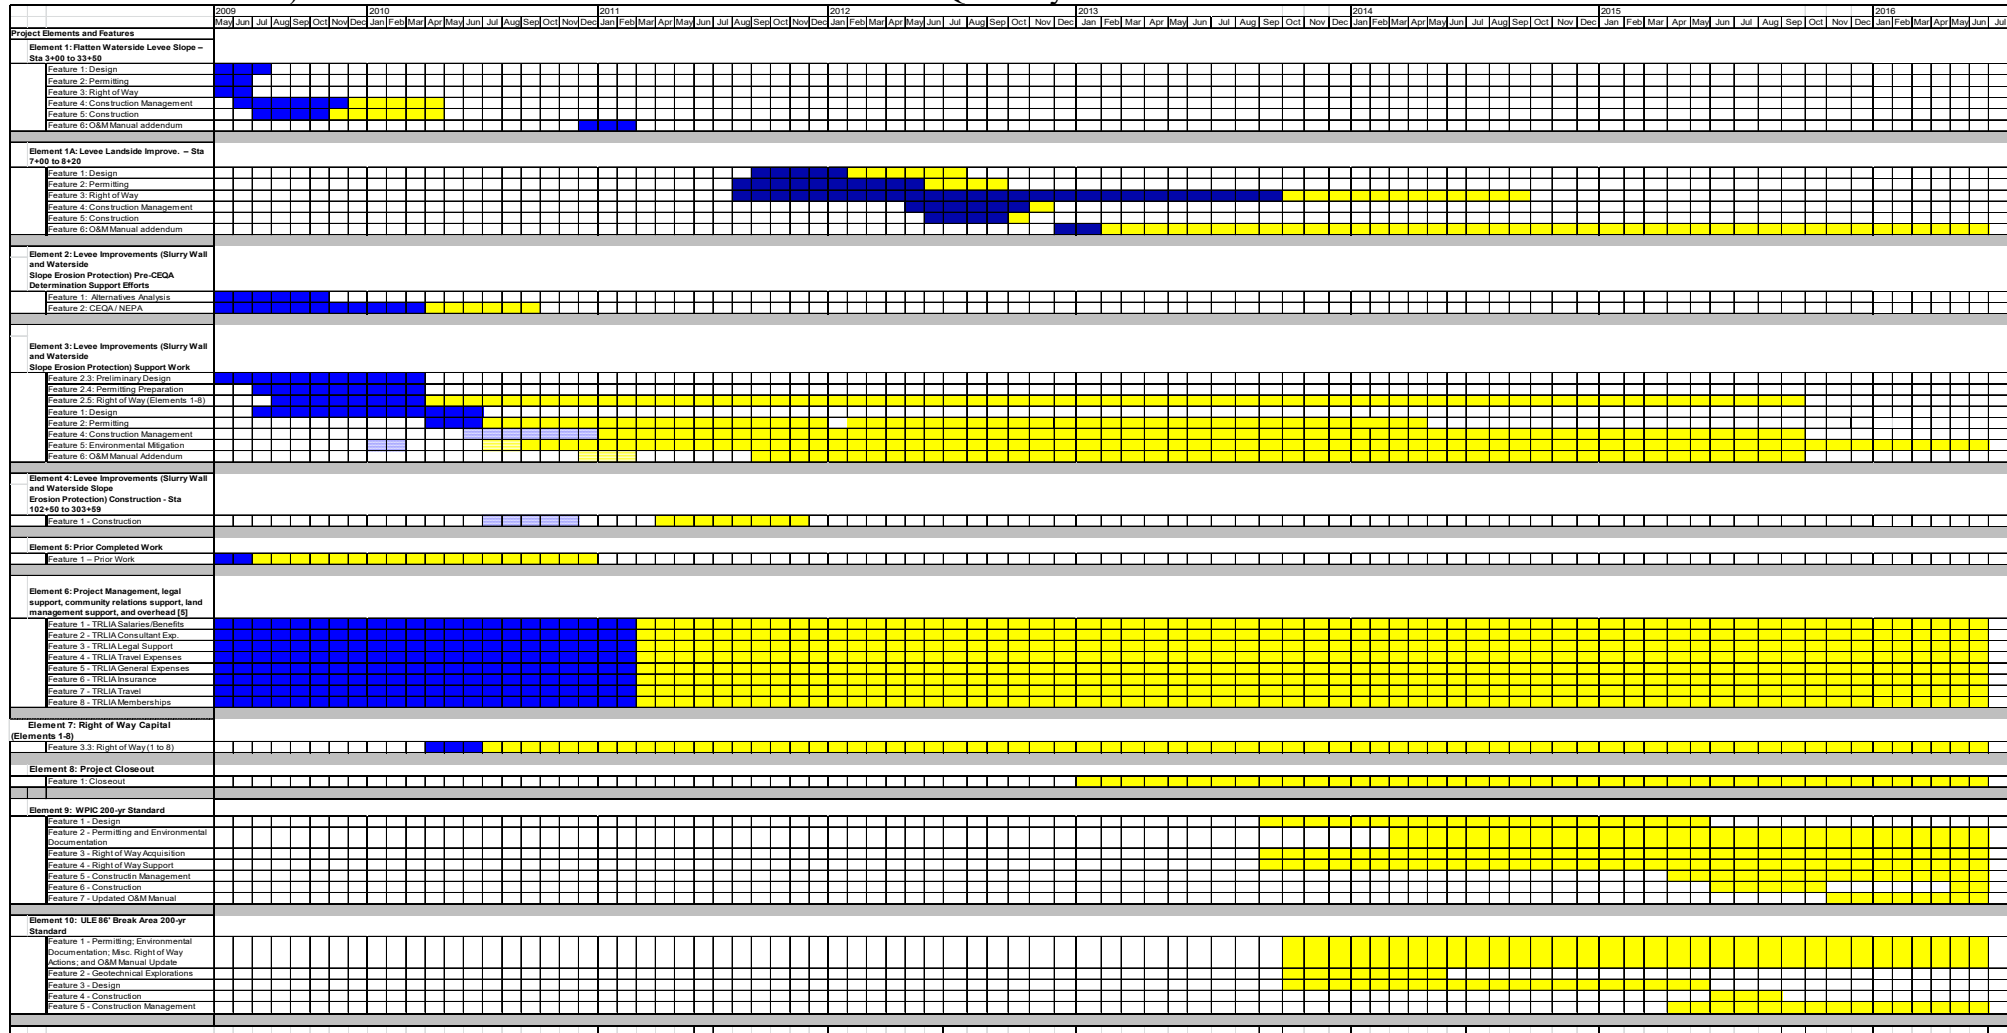 2009 2010 2011 2012 2013 2014 2015 2016
May Jun Jul Aug Sep Oct Nov Dec Jan Feb Mar Apr May Jun Jul Aug Sep Oct Nov Dec Jan Feb Mar Apr May Jun Jul Aug Sep Oct Nov Dec Jan Feb Mar Apr May Jun Jul Aug Sep Oct Nov Dec Jan Feb Mar Apr May Jun Jul Aug Sep Oct Nov Dec Jan Feb Mar Apr May Jun Jul Aug Sep Oct Nov Dec Jan Feb Mar Apr May Jun Jul Aug Sep Oct Nov Dec Jan Feb Mar Apr May Jun Jul
Project Elements and Features
Element 1: Flatten Waterside Levee Slope –
Sta 3+00 to 33+50
Feature 1: Design
Feature 2: Permitting
Feature 3: Right of Way
Feature 4: Construction Management
Feature 5: Construction
Feature 6: O&M Manual addendum
Element 1A: Levee Landside Improve. – Sta
7+00 to 8+20
Feature 1: Design
Feature 2: Permitting
Feature 3: Right of Way
Feature 4: Construction Management
Feature 5: Construction
Feature 6: O&M Manual addendum
Element 2: Levee Improvements (Slurry Wall
and Waterside
Slope Erosion Protection) Pre-CEQA
Determination Support Efforts
Feature 1: Alternatives Analysis
Feature 2: CEQA / NEPA
Element 3: Levee Improvements (Slurry Wall
and Waterside
Slope Erosion Protection) Support Work
Feature 2.3: Preliminary Design
Feature 2.4: Permitting Preparation
Feature 2.5: Right of Way (Elements 1-8)
Feature 1: Design
Feature 2: Permitting
Feature 4: Construction Management
Feature 5: Environmental Mitigation
Feature 6: O&M Manual Addendum
Element 4: Levee Improvements (Slurry Wall
and Waterside Slope
Erosion Protection) Construction - Sta
102+50 to 303+59
Feature 1 - Construction
Element 5: Prior Completed Work
Feature 1 – Prior Work
Element 6: Project Management, legal
support, community relations support, land
management support, and overhead [5]
Feature 1 - TRLIA Salaries/Benefits
Feature 2 - TRLIA Consultant Exp.
Feature 3 - TRLIA Legal Support
Feature 4 - TRLIA Travel Expenses
Feature 5 - TRLIA General Expenses
Feature 6 - TRLIA Insurance
Feature 7 - TRLIA Travel
Feature 8 - TRLIA Memberships
Element 7: Right of Way Capital
(Elements 1-8)
Feature 3.3: Right of Way (1 to 8)
Element 8: Project Closeout
Feature 1: Closeout
Element 9: WPIC 200-yr Standard
Feature 1 - Design
Feature 2 - Permitting and Environmental
Documentation
Feature 3 - Right of Way Acquisition
Feature 4 - Right of Way Support
Feature 5 - Constructin Management
Feature 6 - Construction
Feature 7 - Updated O&M Manual
Element 10: ULE 86' Break Area 200-yr
Standard
Feature 1 - Permitting; Environmental
Documentation; Misc. Right of Way
Actions; and O&M Manual Update
Feature 2 - Geotechnical Explorations
Feature 3 - Design
Feature 4 - Construction
Feature 5 - Construction Management